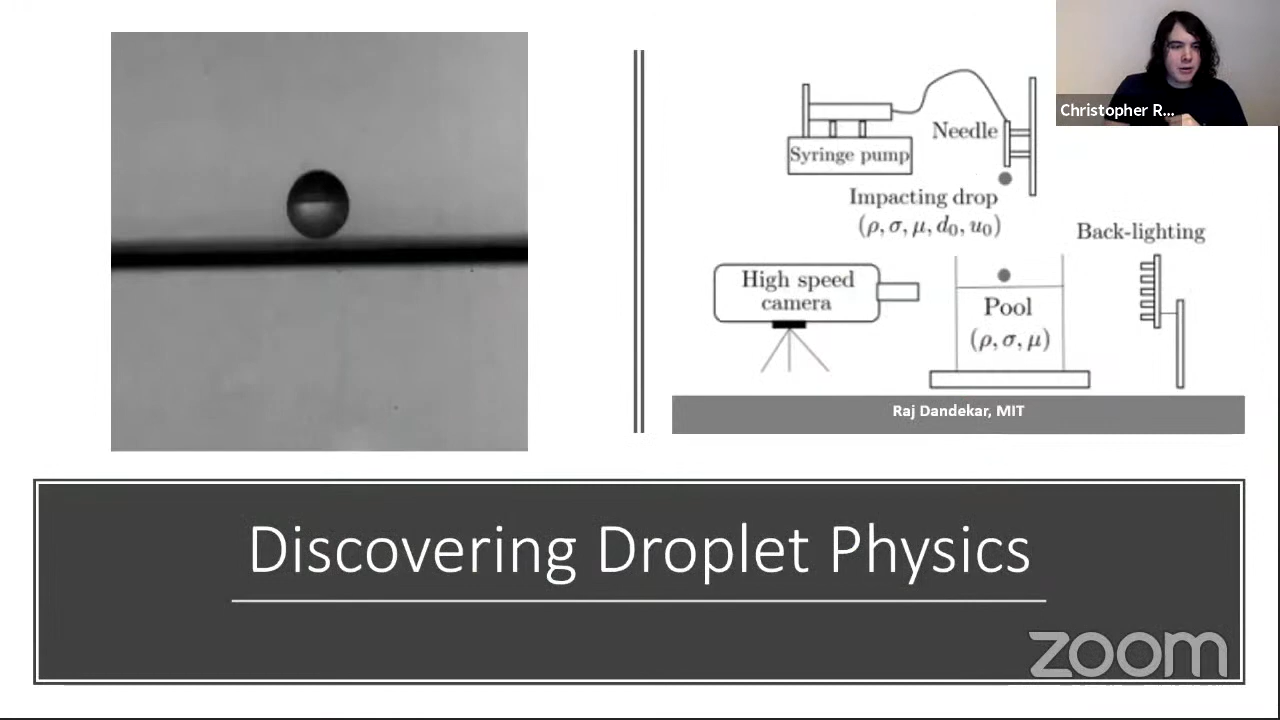 Christopher R...
Needle
Syringe pump
Impacting drop
(ρ, σ, μ, d₀, u₀)
Back-lighting
High speed
camera
Pool
(ρ, σ, μ)
Raj Dandekar, MIT
Discovering Droplet Physics
zoom